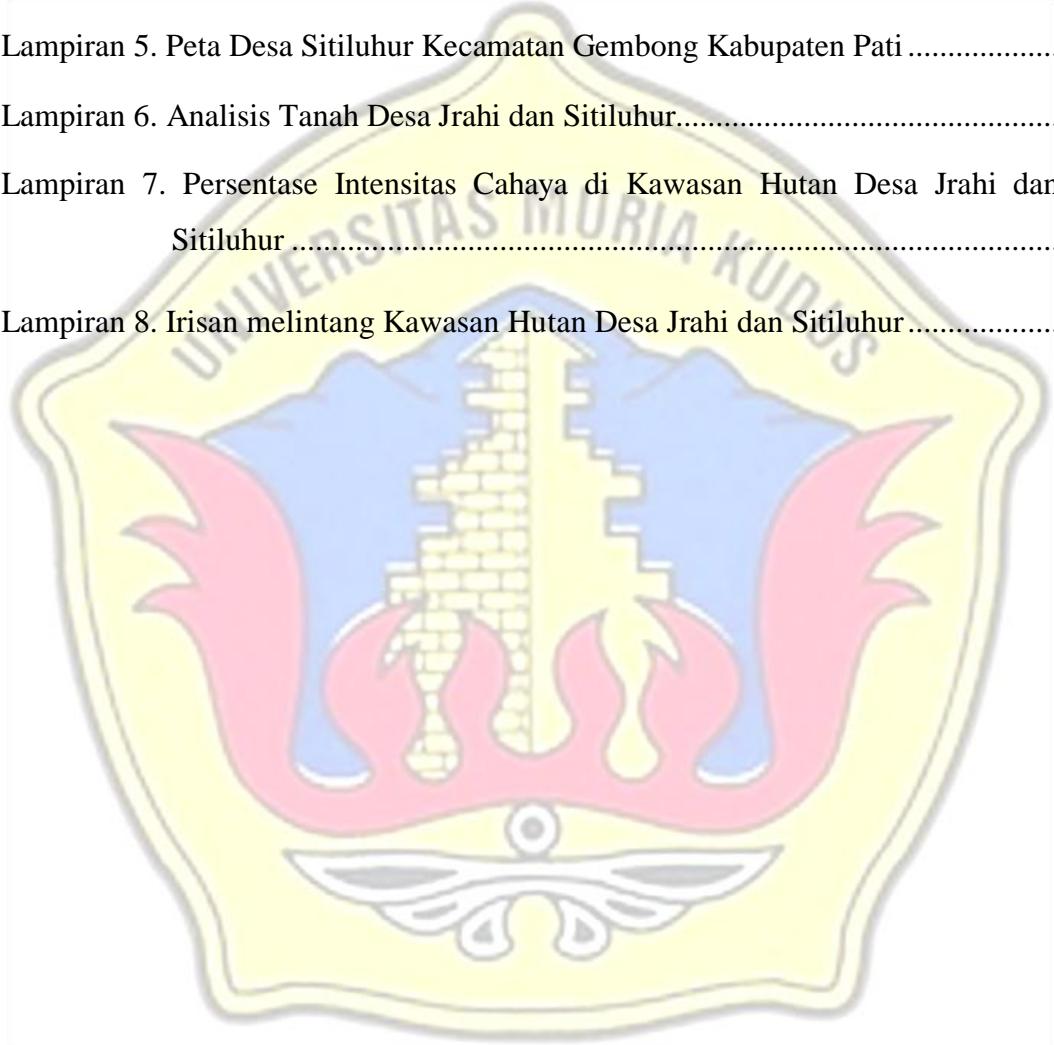 Lampiran 5. Peta Desa Sitiluhur Kecamatan Gembong Kabupaten Pati ..................
Lampiran 6. Analisis Tanah Desa Jrahi dan Sitiluhur...............................................
Lampiran 7. Persentase Intensitas Cahaya di Kawasan Hutan Desa Jrahi dan
Sitiluhur ................................................................................................
Lampiran 8. Irisan melintang Kawasan Hutan Desa Jrahi dan Sitiluhur ..................
UNIVERSITAS MURIA KUDUS